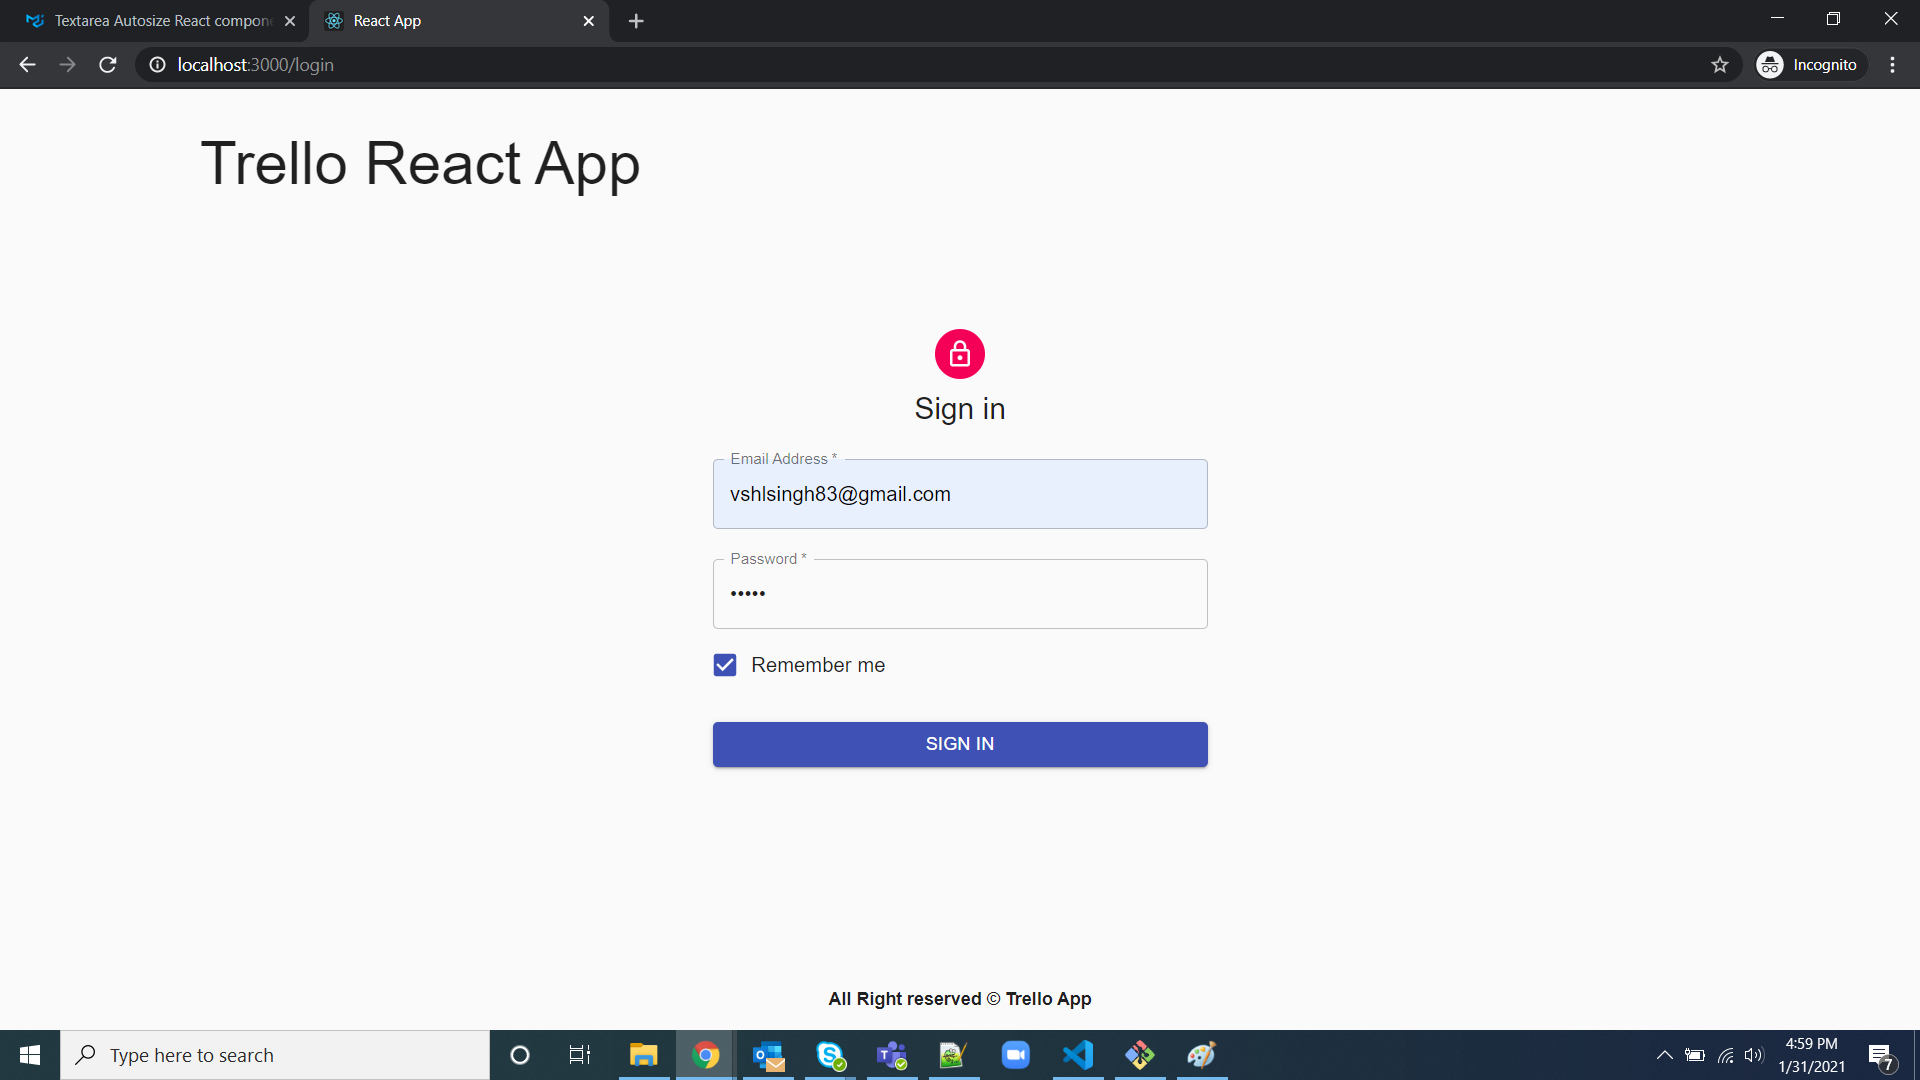 Textarea Autosize React compone
React App
localhost:3000/login
Incognito
Trello React App
Sign in
Email Address *
vshlsingh83@gmail.com
Password *
•••••
Remember me
SIGN IN
All Right reserved © Trello App
Type here to search
4:59 PM
1/31/2021
7